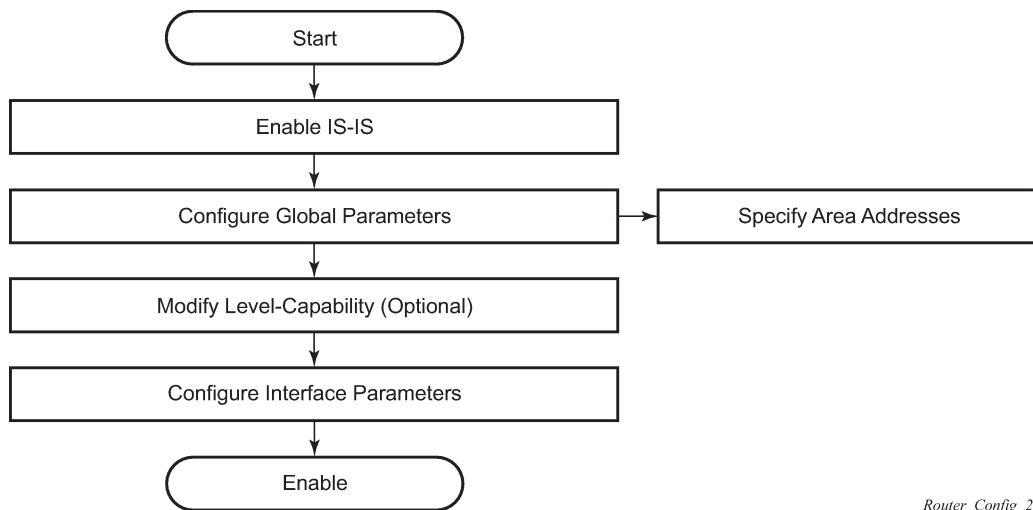 Start
Enable IS-IS
Configure Global Parameters
Specify Area Addresses
Modify Level-Capability (Optional)
Configure Interface Parameters
Enable
Router_Config_2